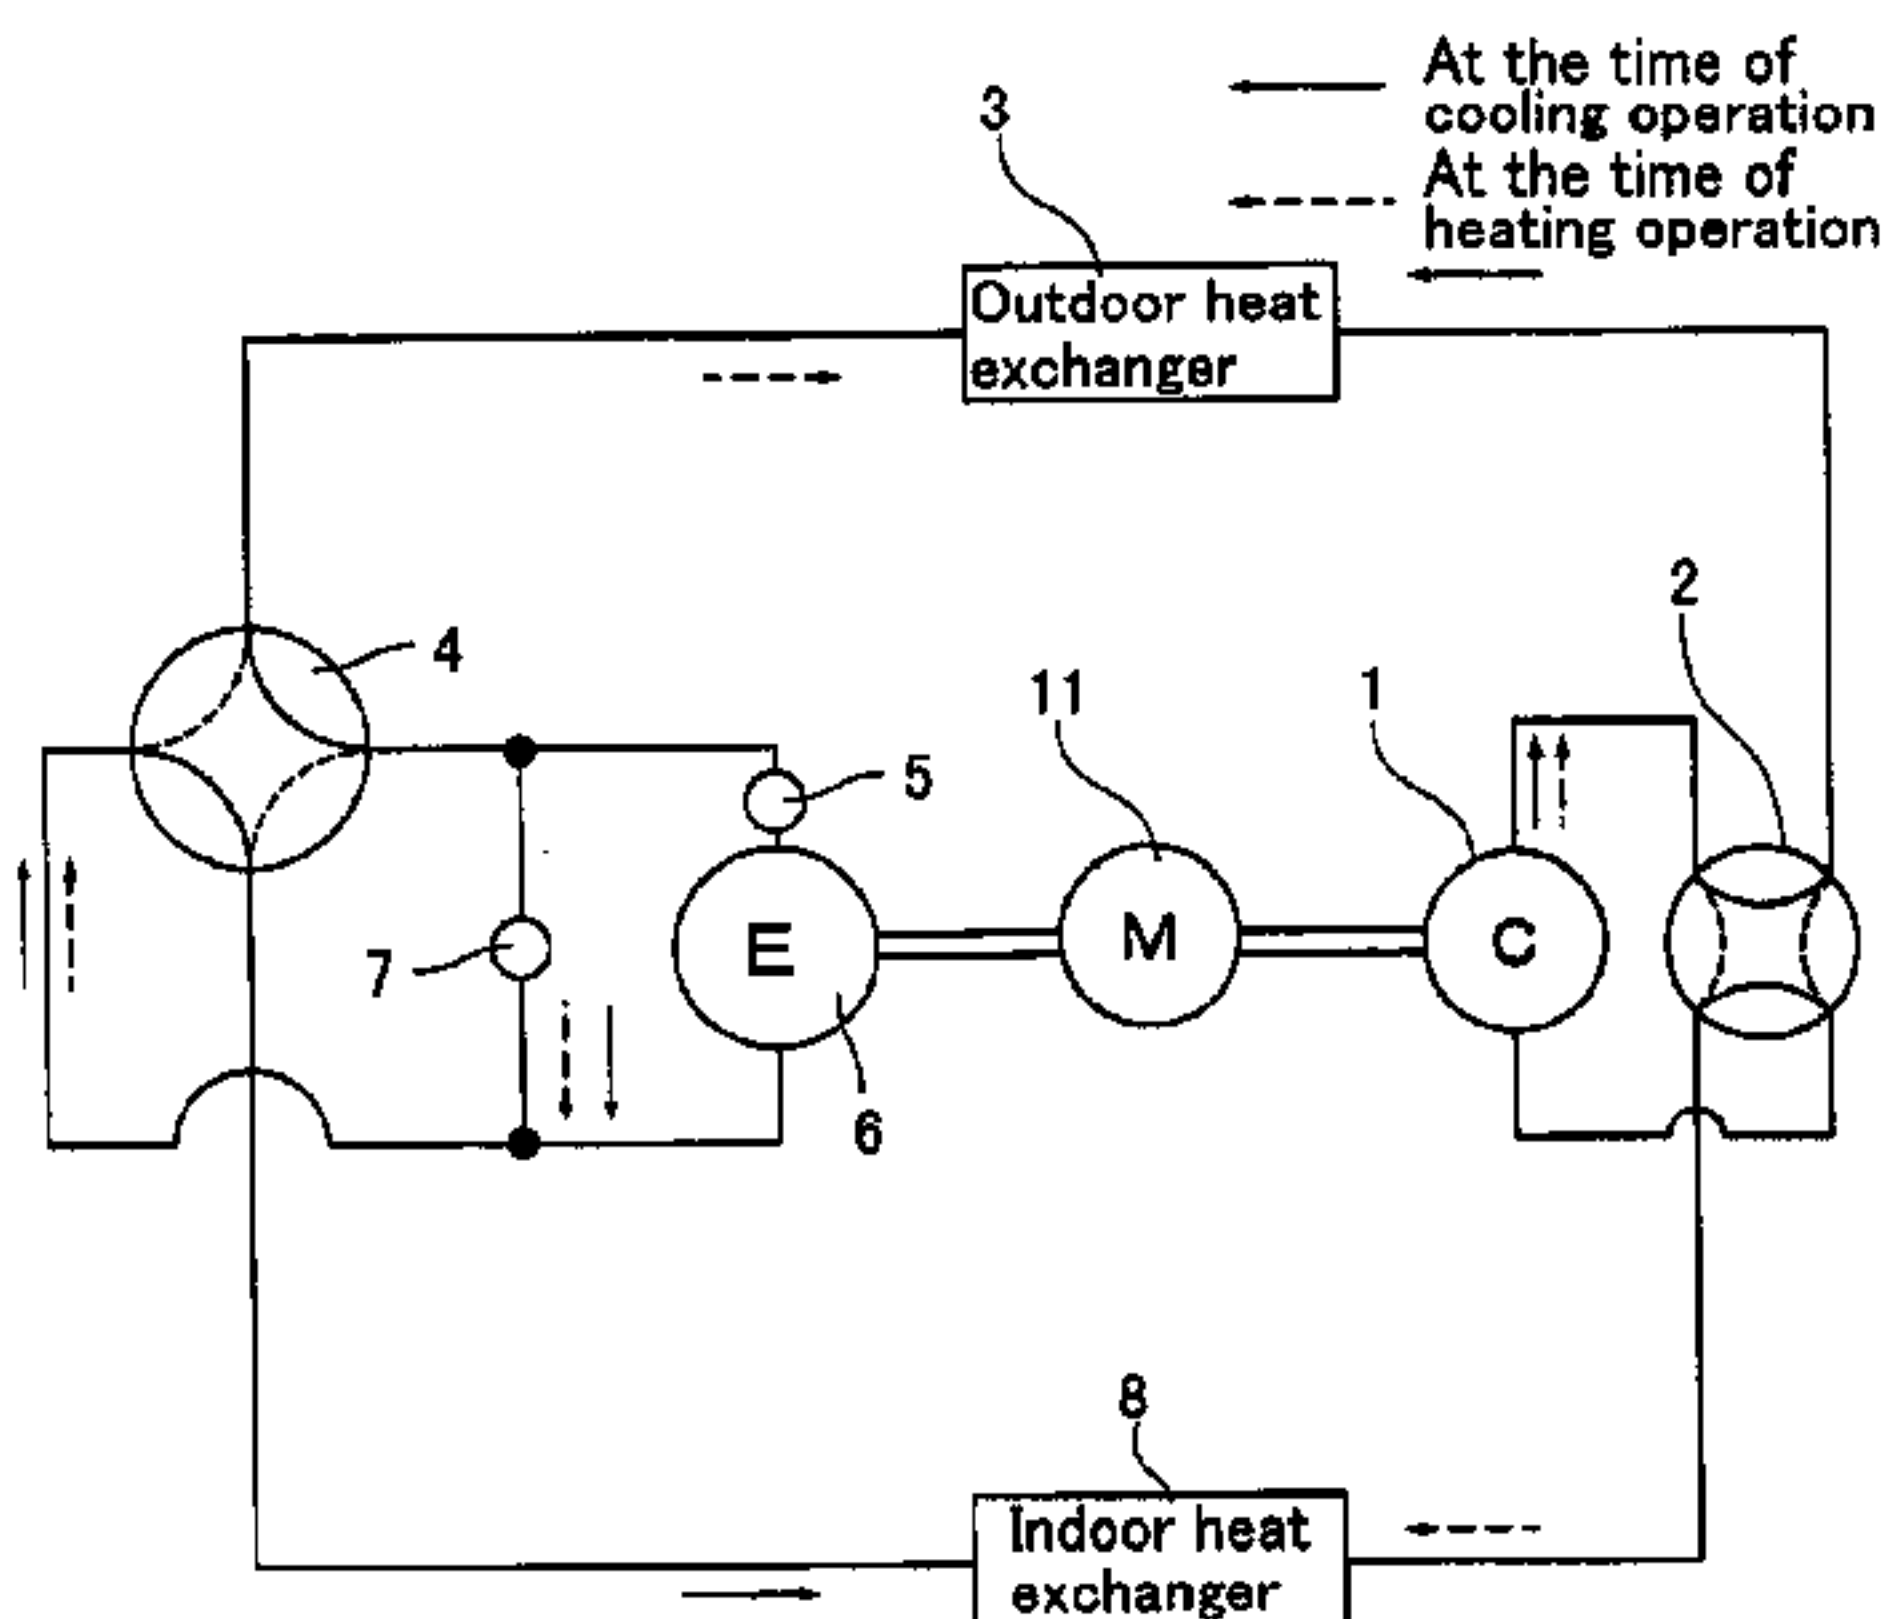 At the time of
cooling operation
At the time of
heating operation
3
Outdoor heat
exchanger
2
4
11
1
5
E
M
C
7
6
8
Indoor heat
exchanger